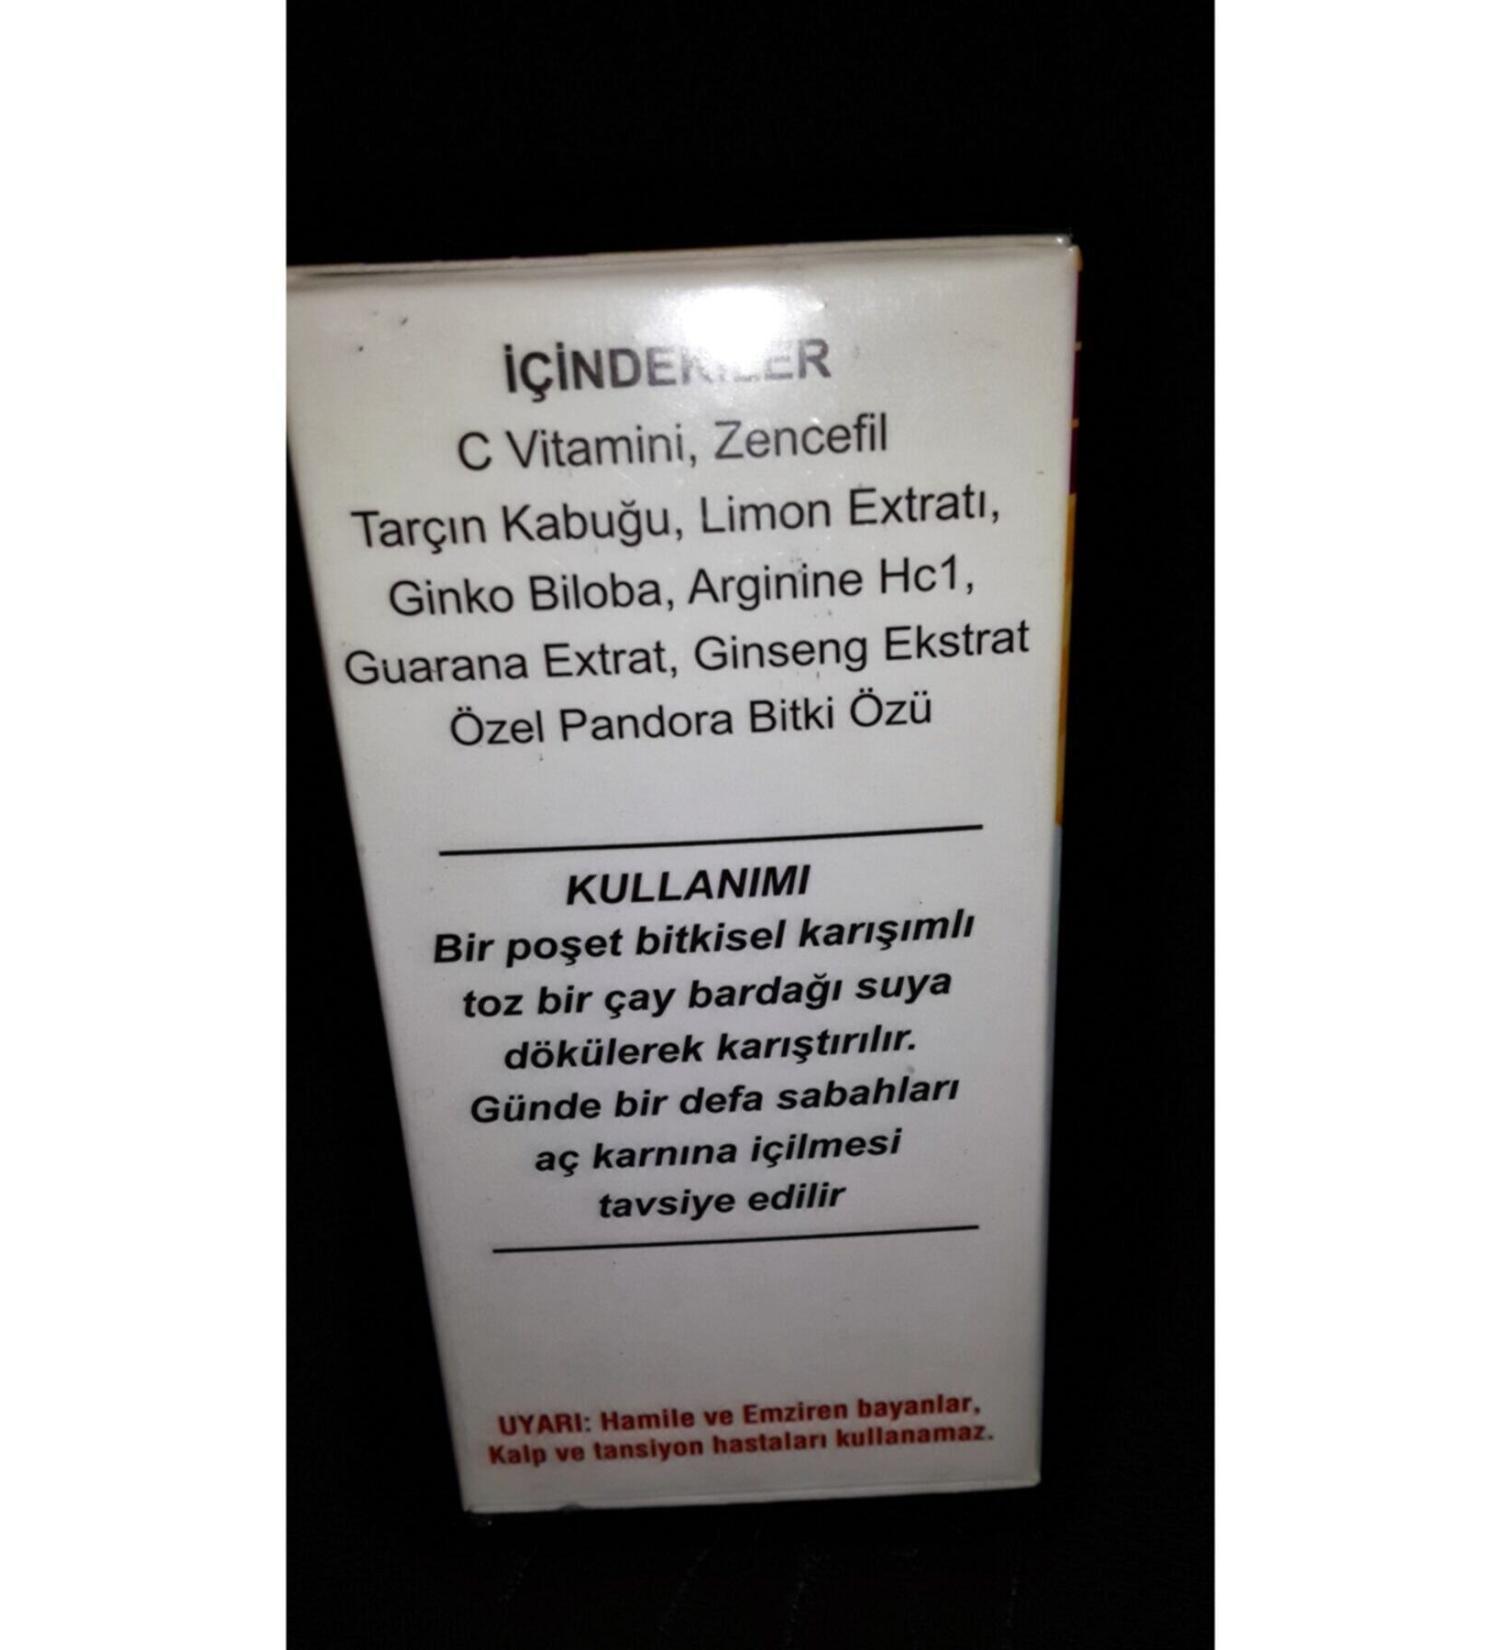 İÇİNDEKİLER
C Vitamini, Zencefil
Tarçın Kabuğu, Limon Extratı,
Ginko Biloba, Arginine Hc1,
Guarana Extrat, Ginseng Ekstrat
Özel Pandora Bitki Özü
KULLANIMI
Bir poşet bitkisel karışımlı
toz bir çay bardağı suya
dökülerek karıştırılır.
Günde bir defa sabahları
aç karnına içilmesi
tavsiye edilir
UYARI: Hamile ve Emziren bayanlar,
Kalp ve tansiyon hastaları kullanamaz.